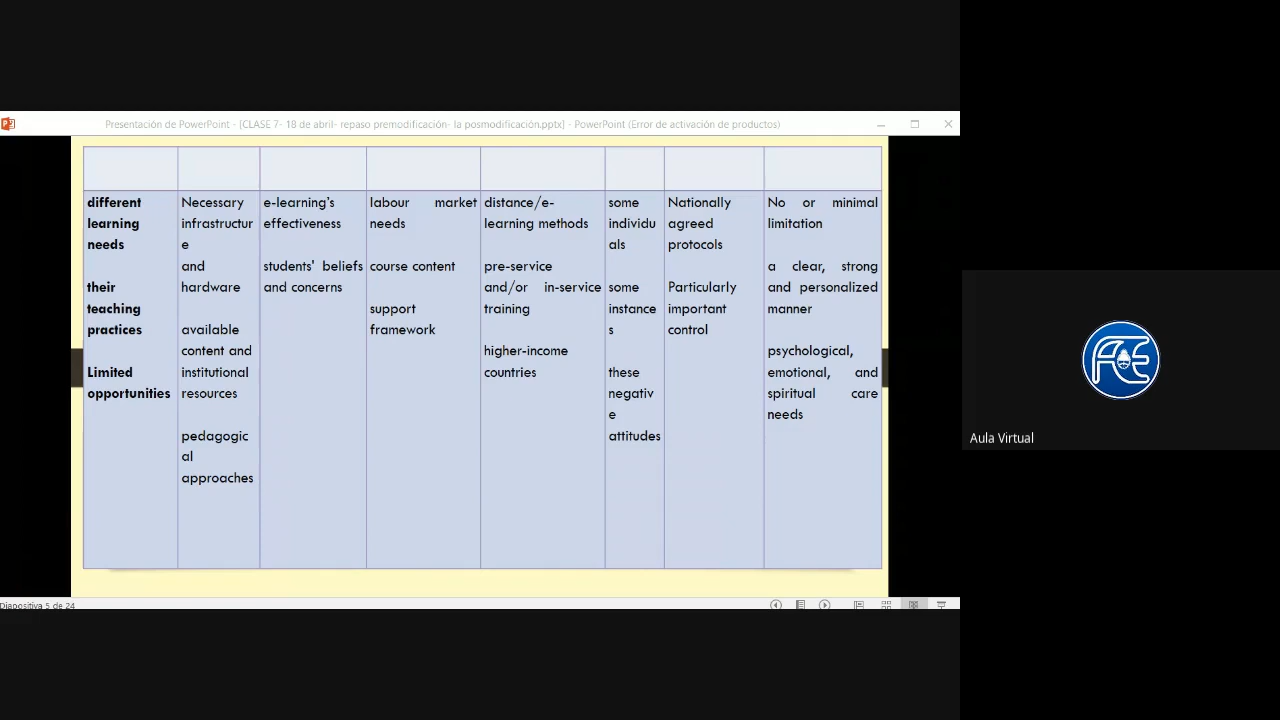 Presentación de PowerPoint - [CLASE 7- 18 de abril- repaso premodificación- la posmodificación.pptx] - PowerPoint (Error de activación de productos)
different
learning
needs
their
teaching
practices
Limited
opportunities
Necessary
infrastructur
e
and
hardware
available
content and
institutional
resources
pedagogic
al
approaches
e-learning's
effectiveness
students' beliefs
and concerns
labour market
needs
course content
support
framework
distance/e-
learning methods
pre-service
and/or in-service
training
higher-income
countries
some
individu
als
some
instance
s
these
negativ
e
attitudes
Nationally
agreed
protocols
Particularly
important
control
No or minimal
limitation
a clear, strong
and personalized
manner
psychological,
emotional, and
spiritual care
needs
Diapositiva 5 de 24
FCE
Aula Virtual